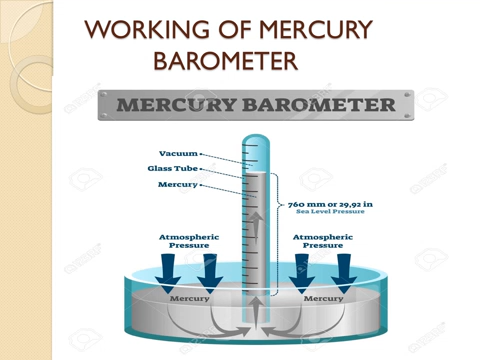 WORKING OF MERCURY
BAROMETER
MERCURY BAROMETER
Vacuum
Glass Tube
Mercury
760 mm or 29,92 in
Sea Level Pressure
Atmospheric
Pressure
Atmospheric
Pressure
Mercury
Mercury